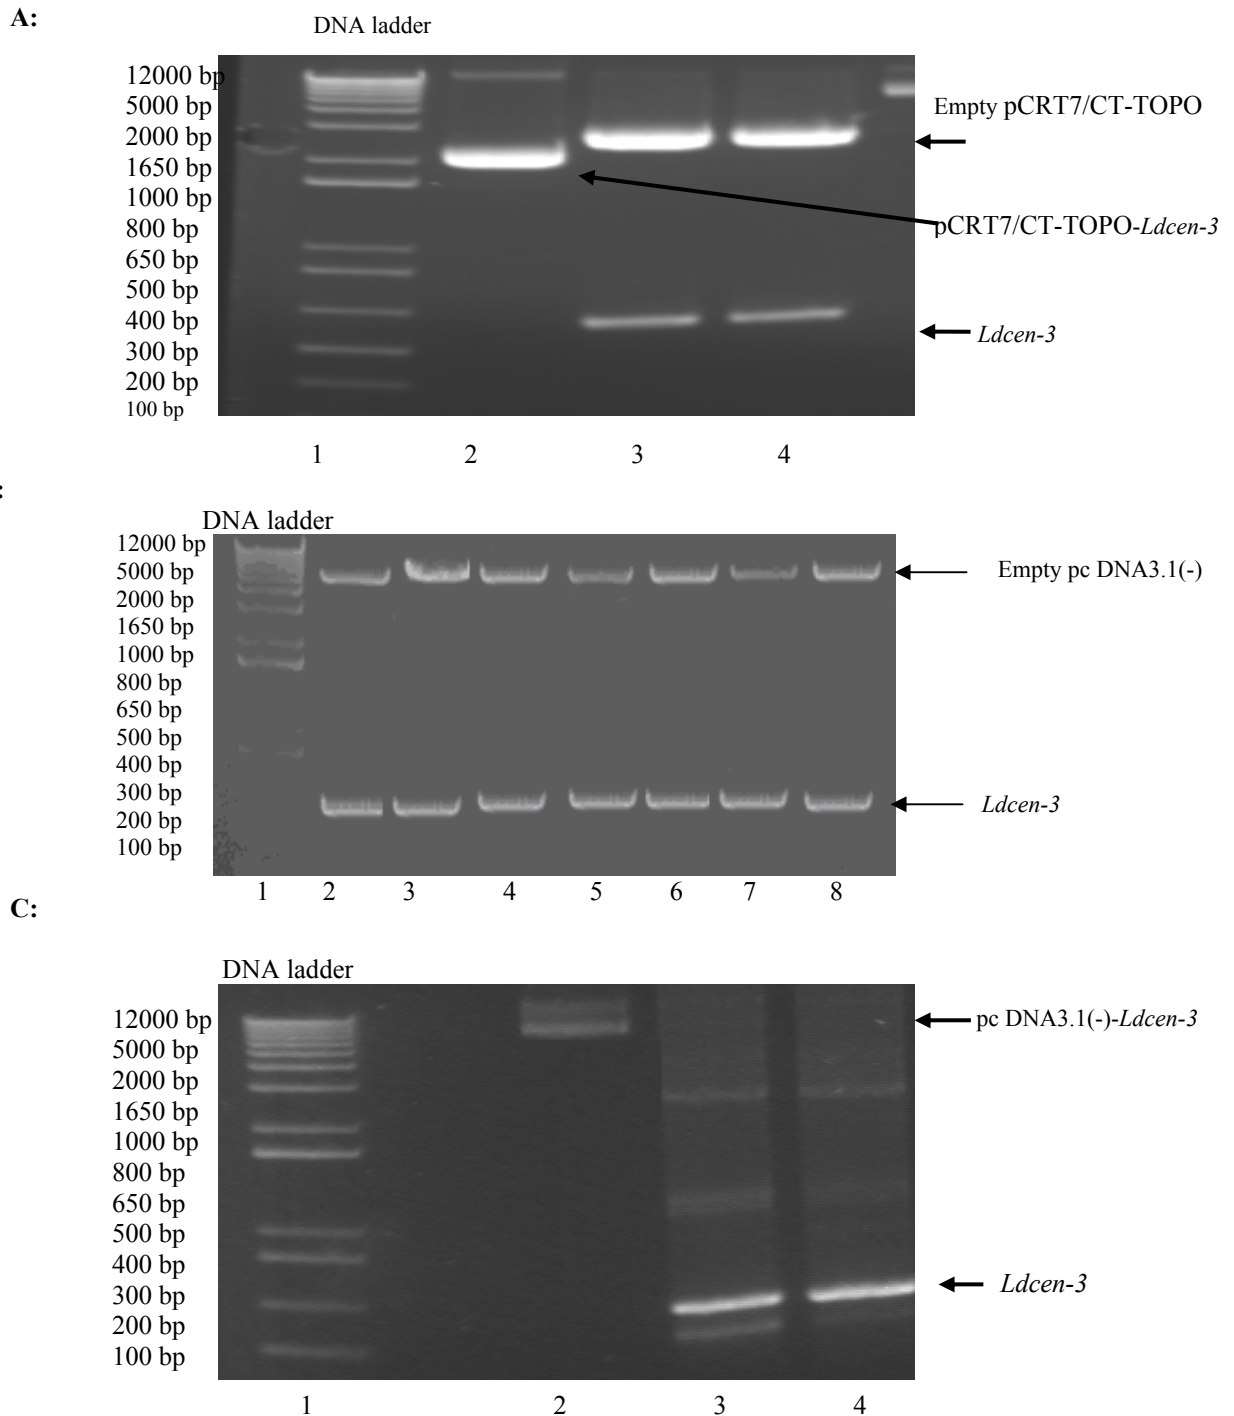 A:
DNA ladder
12000 bp
5000 bp
2000 bp
1650 bp
1000 bp
800 bp
650 bp
500 bp
400 bp
300 bp
200 bp
100 bp
Empty pCRT7/CT-TOPO
pCRT7/CT-TOPO-Ldcen-3
Ldcen-3
1 2 3 4
:
DNA ladder
12000 bp
5000 bp
2000 bp
1650 bp
1000 bp
800 bp
650 bp
500 bp
400 bp
300 bp
200 bp
100 bp
Empty pc DNA3.1(-)
Ldcen-3
1 2 3 4 5 6 7 8
C:
DNA ladder
12000 bp
5000 bp
2000 bp
1650 bp
1000 bp
800 bp
650 bp
500 bp
400 bp
300 bp
200 bp
100 bp
pc DNA3.1(-)-Ldcen-3
Ldcen-3
1 2 3 4